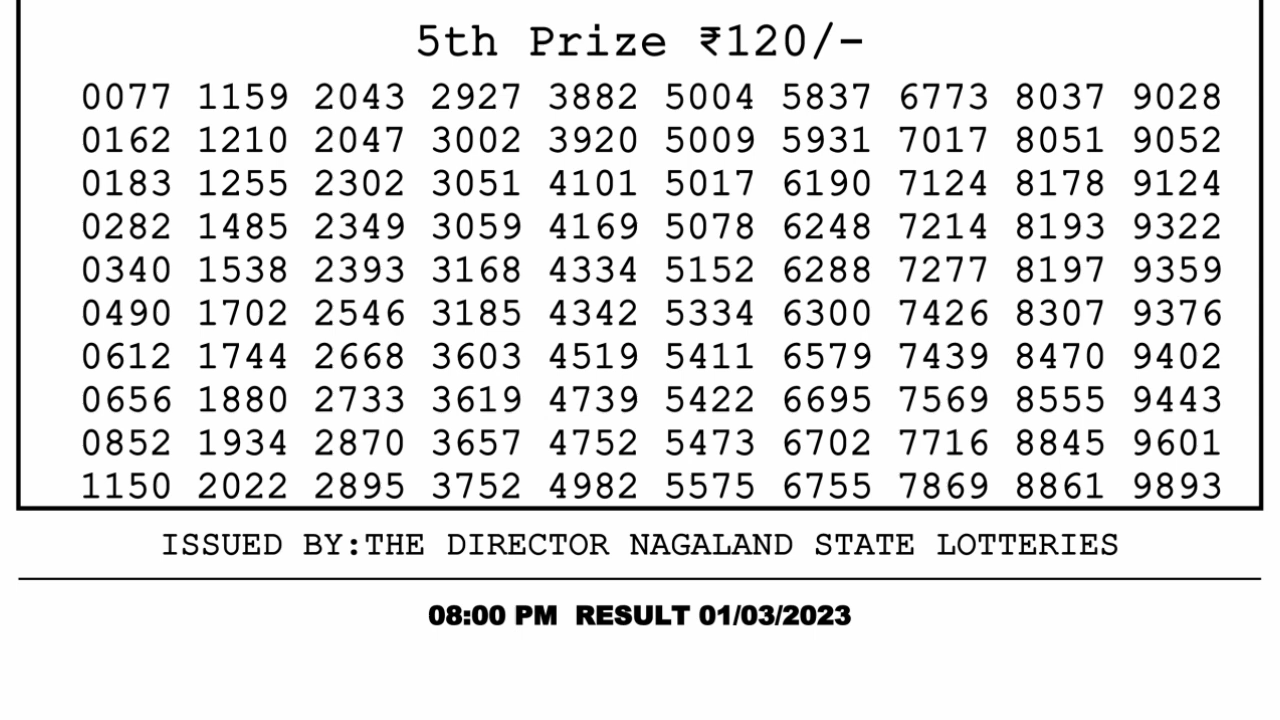 5th Prize ₹120/-
0077 1159 2043 2927 3882 5004 5837 6773 8037 9028
0162 1210 2047 3002 3920 5009 5931 7017 8051 9052
0183 1255 2302 3051 4101 5017 6190 7124 8178 9124
0282 1485 2349 3059 4169 5078 6248 7214 8193 9322
0340 1538 2393 3168 4334 5152 6288 7277 8197 9359
0490 1702 2546 3185 4342 5334 6300 7426 8307 9376
0612 1744 2668 3603 4519 5411 6579 7439 8470 9402
0656 1880 2733 3619 4739 5422 6695 7569 8555 9443
0852 1934 2870 3657 4752 5473 6702 7716 8845 9601
1150 2022 2895 3752 4982 5575 6755 7869 8861 9893
ISSUED BY:THE DIRECTOR NAGALAND STATE LOTTERIES
08:00 PM RESULT 01/03/2023